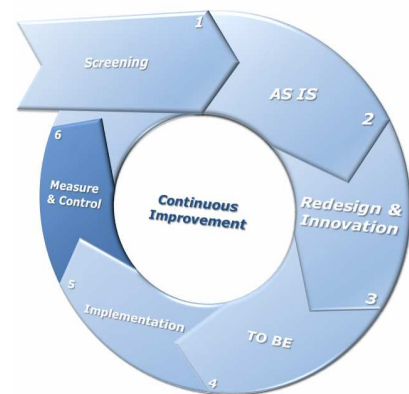 1
Screening
AS IS
2
Redesign &
Innovation
3
TO BE
4
Implementation
5
Measure
& Control
6
Continuous
Improvement